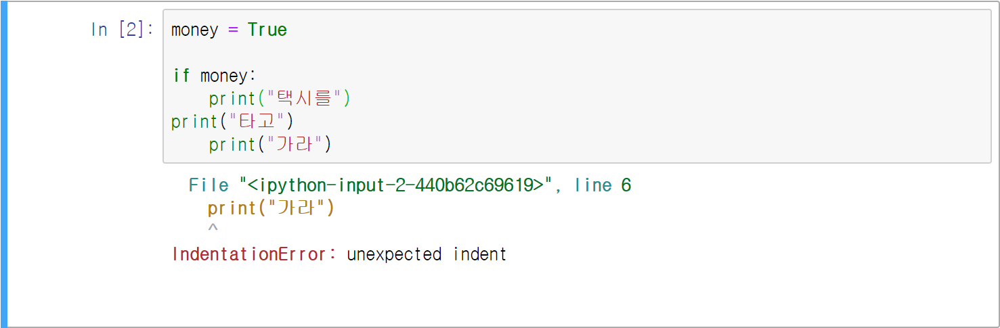 In [2]: money = True
if money:
    print("택시를")
print("타고")
    print("가라")
File "<ipython-input-2-440b62c69619>", line 6
    print("가라")
    ^
IndentationError: unexpected indent